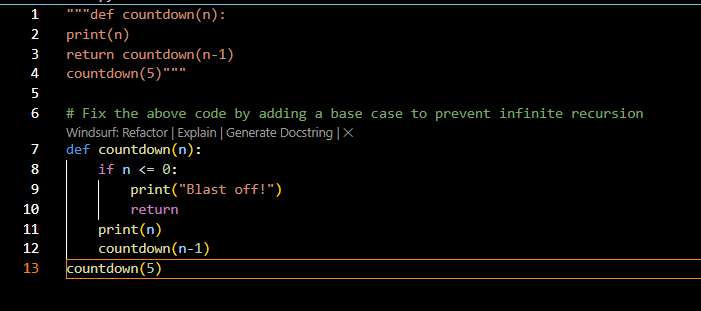 1 """def countdown(n):
2 print(n)
3 return countdown(n-1)
4 countdown(5)"""
5
6 # Fix the above code by adding a base case to prevent infinite recursion
Windsurf: Refactor | Explain | Generate Docstring | ×
7 def countdown(n):
8     if n <= 0:
9         print("Blast off!")
10         return
11     print(n)
12     countdown(n-1)
13 countdown(5)